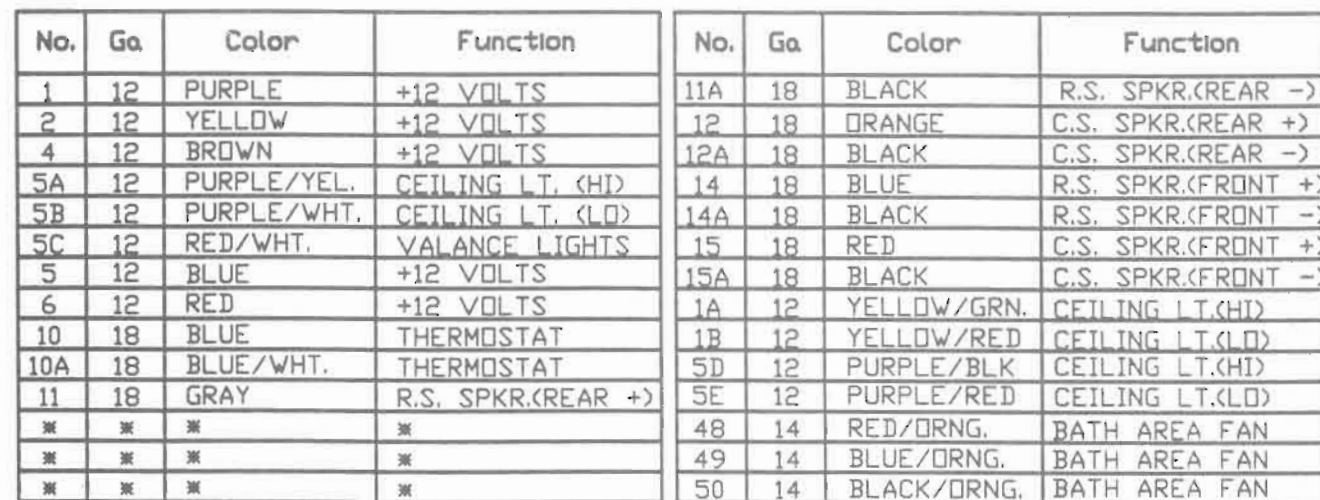 No. Ga Color Function
1 12 PURPLE +12 VOLTS
2 12 YELLOW +12 VOLTS
4 12 BROWN +12 VOLTS
5A 12 PURPLE/YEL. CEILING LT. (HI)
5B 12 PURPLE/WHT. CEILING LT. (LO)
5C 12 RED/WHT. VALANCE LIGHTS
5 12 BLUE +12 VOLTS
6 12 RED +12 VOLTS
10 18 BLUE THERMOSTAT
10A 18 BLUE/WHT. THERMOSTAT
11 18 GRAY R.S. SPKR.(REAR +)
* * * *
* * * *
* * * *
No. Ga Color Function
11A 18 BLACK R.S. SPKR.(REAR -)
12 18 ORANGE C.S. SPKR.(REAR +)
12A 18 BLACK C.S. SPKR.(REAR -)
14 18 BLUE R.S. SPKR.(FRONT +)
14A 18 BLACK R.S. SPKR.(FRONT -)
15 18 RED C.S. SPKR.(FRONT +)
15A 18 BLACK C.S. SPKR.(FRONT -)
1A 12 YELLOW/GRN. CEILING LT.(HI)
1B 12 YELLOW/RED CEILING LT.(LO)
5D 12 PURPLE/BLK CEILING LT.(HI)
5E 12 PURPLE/RED CEILING LT.(LO)
48 14 RED/ORNG. BATH AREA FAN
49 14 BLUE/ORNG. BATH AREA FAN
50 14 BLACK/ORNG. BATH AREA FAN